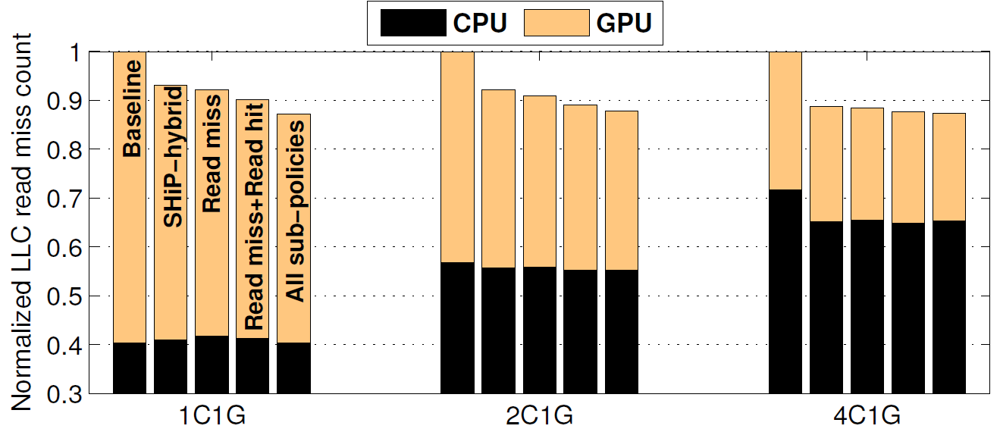 CPU GPU
Normalized LLC read miss count
1
0.9
0.8
0.7
0.6
0.5
0.4
0.3
Baseline
SHiP-hybrid
Read miss
Read miss+Read hit
All sub-policies
1C1G 2C1G 4C1G